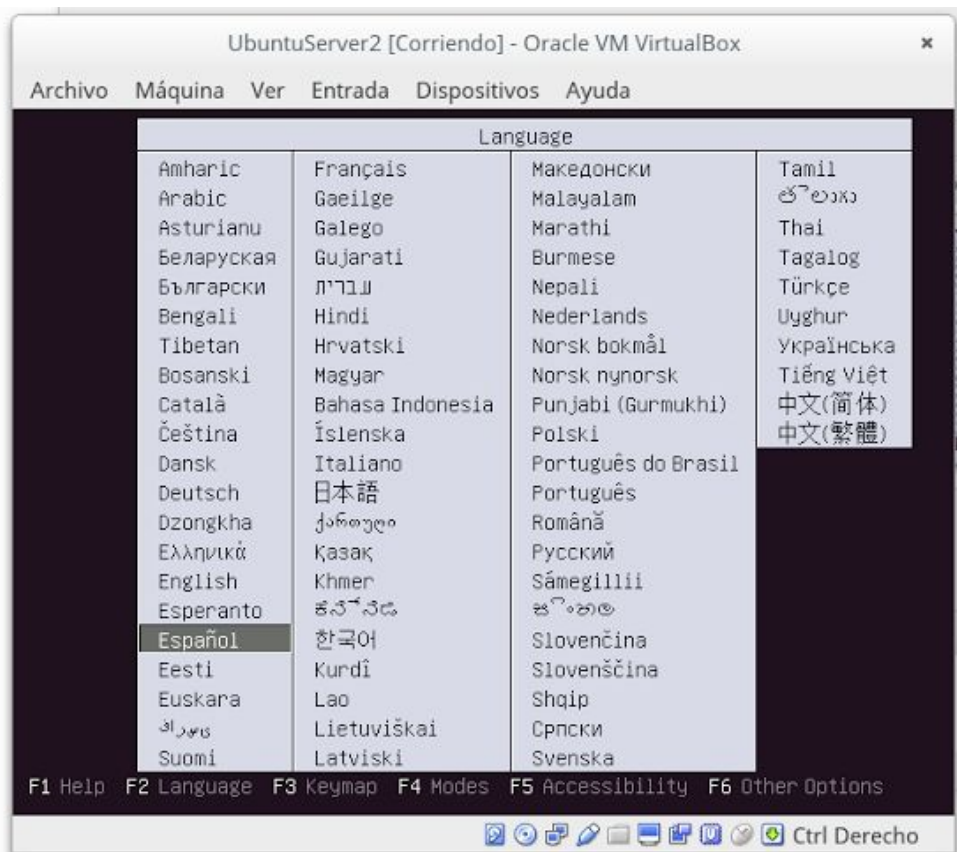 UbuntuServer2 [Corriendo] - Oracle VM VirtualBox
Archivo Máquina Ver Entrada Dispositivos Ayuda
Language
Amharic
Arabic
Asturianu
Беларуская
Български
Bengali
Tibetan
Bosanski
Català
Čeština
Dansk
Deutsch
Dzongkha
Ελληνικά
English
Esperanto
Español
Eesti
Euskara
Suomi
Français
Gaeilge
Galego
Gujarati
עברית
Hindi
Hrvatski
Magyar
Bahasa Indonesia
Íslenska
Italiano
日本語
ქართული
Қазақ
Khmer
한국어
Kurdî
Lao
Lietuviškai
Latviski
Македонски
Malayalam
Marathi
Burmese
Nepali
Nederlands
Norsk bokmål
Norsk nynorsk
Punjabi (Gurmukhi)
Polski
Português do Brasil
Português
Română
Русский
Sámegillii
Slovenčina
Slovenščina
Shqip
Српски
Svenska
Tamil
Thai
Tagalog
Türkçe
Uyghur
Українська
Tiếng Việt
中文(简体)
中文(繁體)
F1 Help F2 Language F3 Keymap F4 Modes F5 Accessibility F6 Other Options
Ctrl Derecho